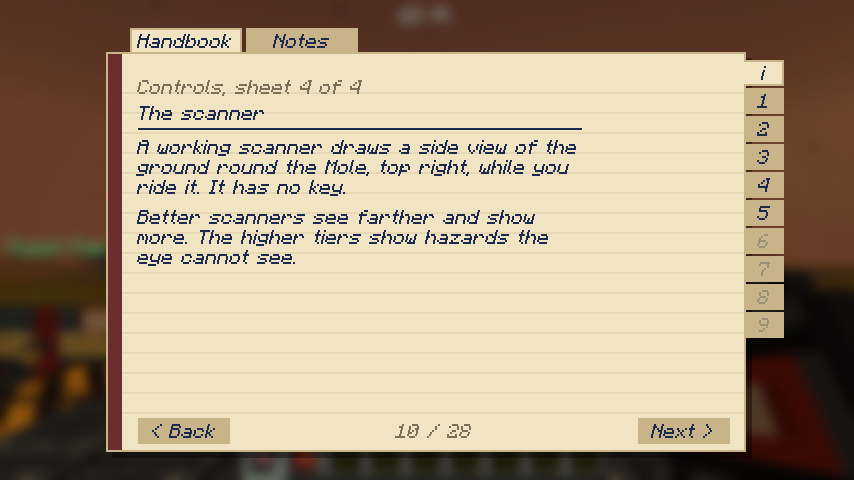 Handbook
Notes
Controls, sheet 4 of 4
The scanner
A working scanner draws a side view of the
ground round the Mole, top right, while you
ride it. It has no key.
Better scanners see farther and show
more. The higher tiers show hazards the
eye cannot see.
< Back
10 / 28
Next >
i
1
2
3
4
5
6
7
8
9